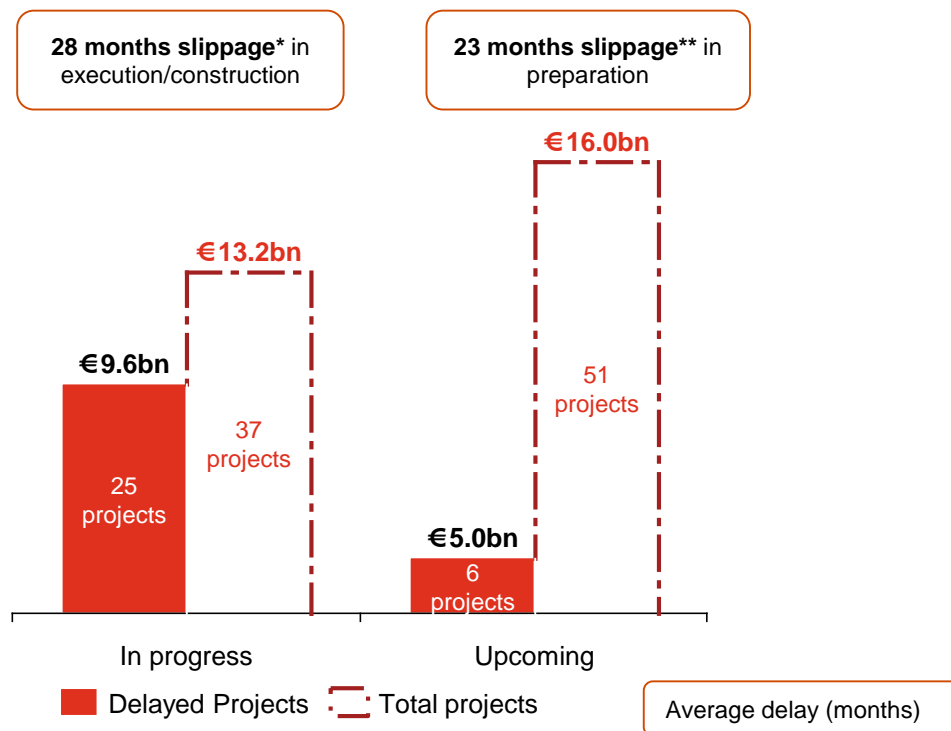 28 months slippage* in
execution/construction
23 months slippage** in
preparation
€16.0bn
€13.2bn
€9.6bn
51
projects
37
projects
25
projects
€5.0bn
6
projects
In progress
Upcoming
Delayed Projects
Total projects
Average delay (months)